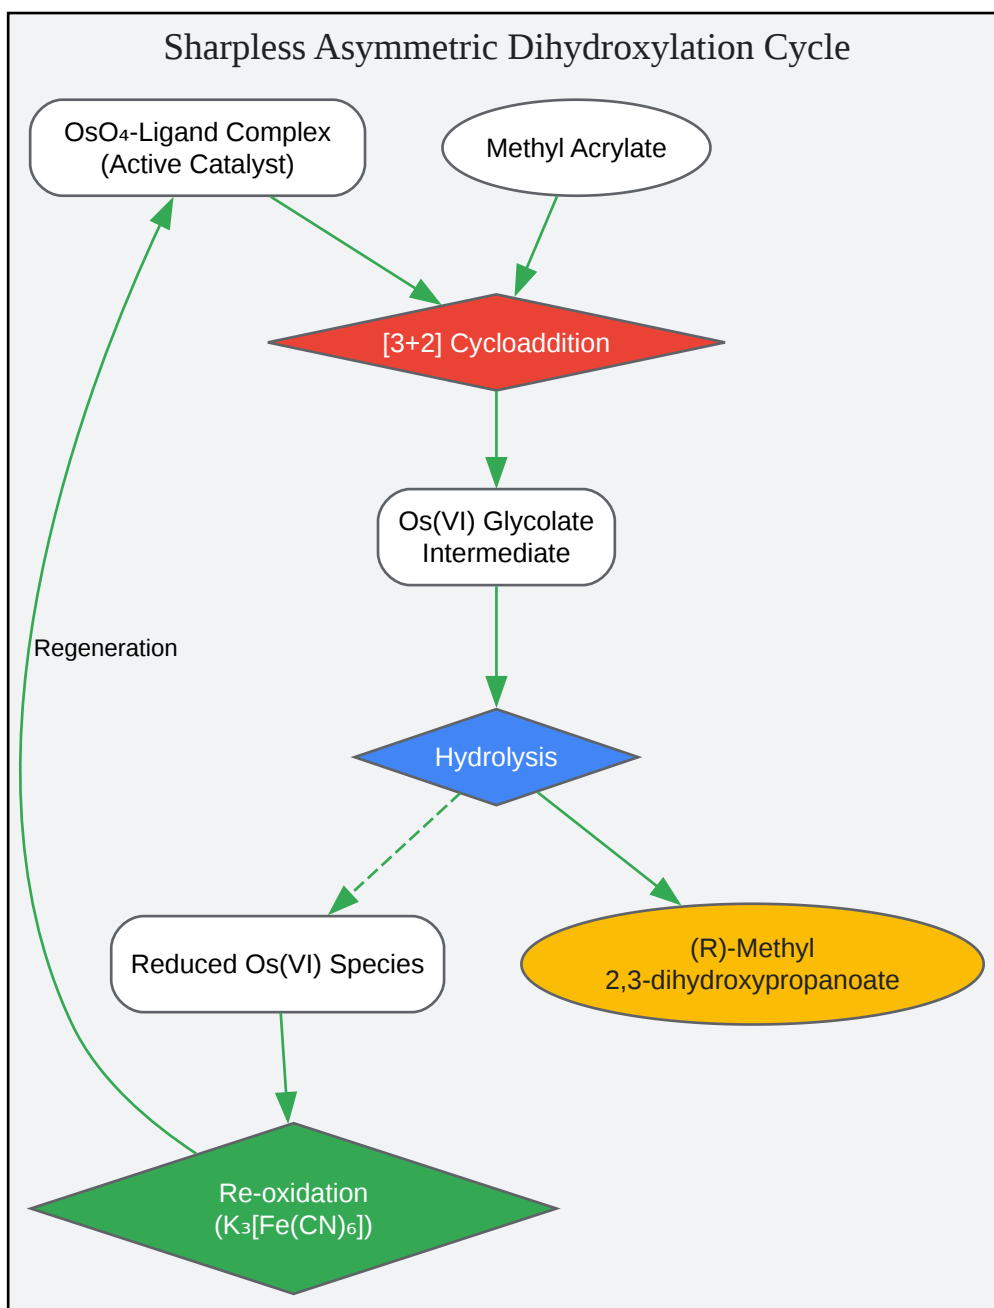 Sharpless Asymmetric Dihydroxylation Cycle
OsO₄-Ligand Complex
(Active Catalyst)
Methyl Acrylate
[3+2] Cycloaddition
Os(VI) Glycolate
Intermediate
Regeneration
Hydrolysis
Reduced Os(VI) Species
(R)-Methyl
2,3-dihydroxypropanoate
Re-oxidation
(K₃[Fe(CN)₆])